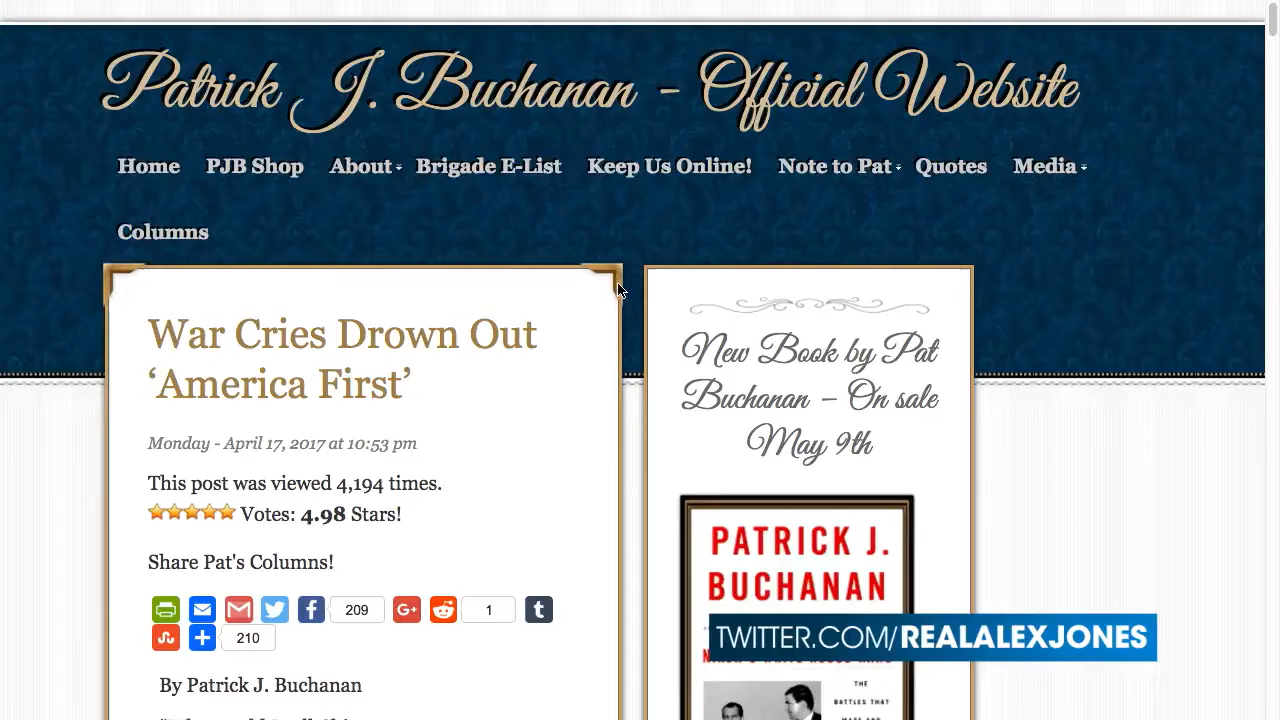 Patrick J. Buchanan - Official Website
Home PJB Shop About Brigade E-List Keep Us Online! Note to Pat Quotes Media
Columns
War Cries Drown Out
‘America First’
Monday - April 17, 2017 at 10:53 pm
This post was viewed 4,194 times.
Votes: 4.98 Stars!
Share Pat's Columns!
209
1
210
By Patrick J. Buchanan
New Book by Pat
Buchanan – On sale
May 9th
PATRICK J.
BUCHANAN
TWITTER.COM/REALALEXJONES
THE
BATTLES THAT